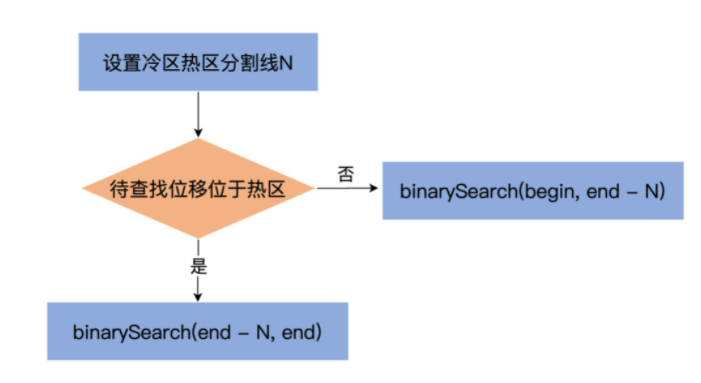 设置冷区热区分割线N
待查找位移位于热区
否
binarySearch(begin, end - N)
是
binarySearch(end - N, end)